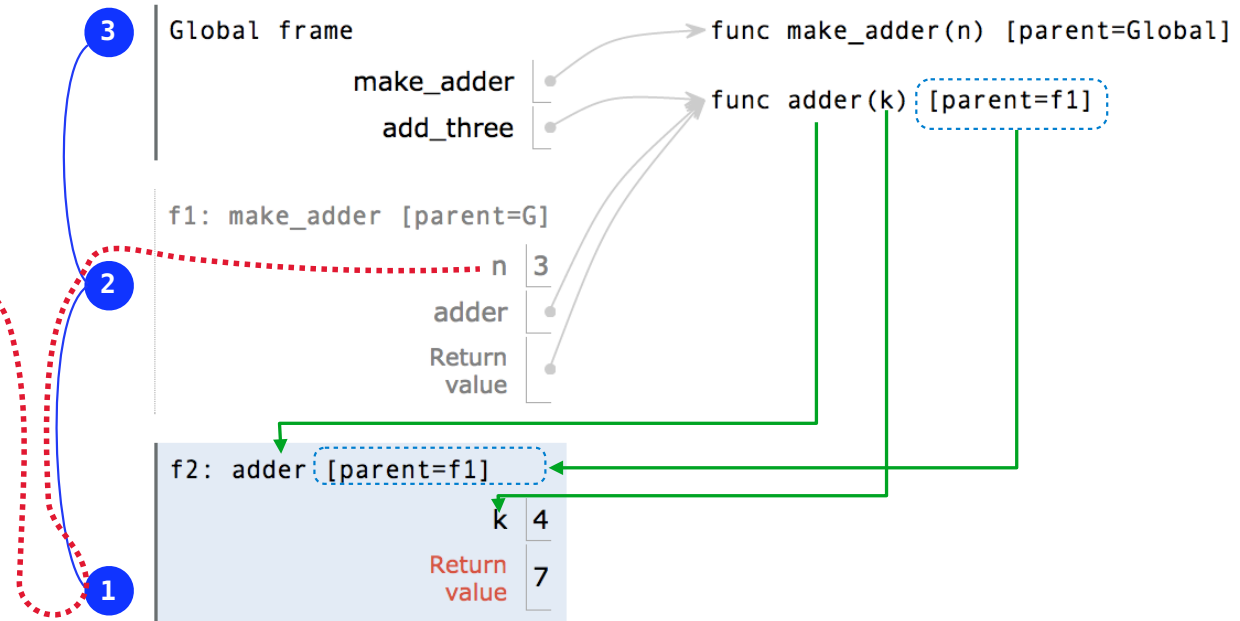 3
Global frame
func make_adder(n) [parent=Global]
make_adder
func adder(k) [parent=f1]
add_three
f1: make_adder [parent=G]
2
n 3
adder
Return
value
f2: adder [parent=f1]
k 4
Return
value
7
1